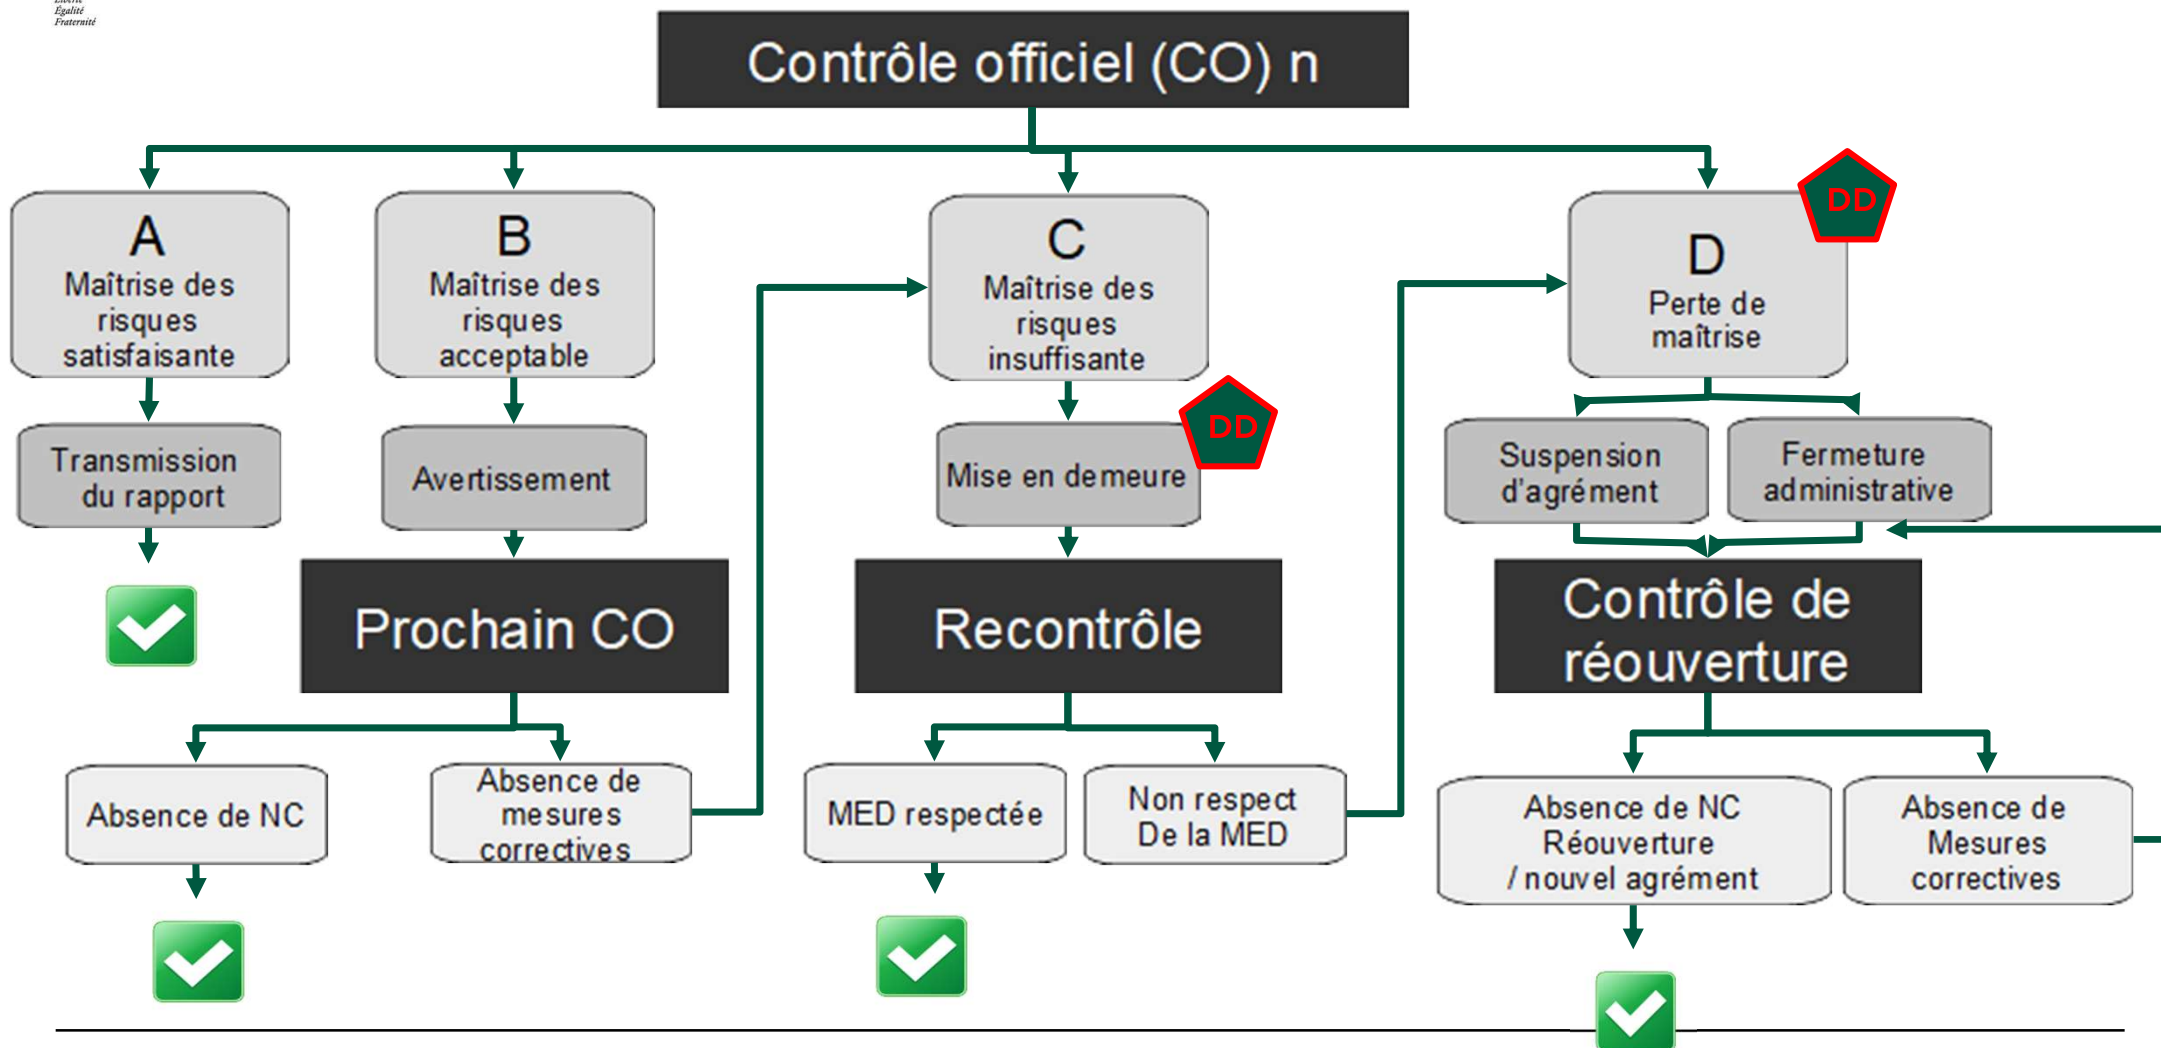 Égalité
Fraternité
Contrôle officiel (CO) n
A
Maîtrise des
risques
satisfaisante
B
Maîtrise des
risques
acceptable
C
Maîtrise des
risques
insuffisante
D
Perte de
maîtrise
DD
Transmission
du rapport
Avertissement
Mise en demeure
DD
Suspension
d'agrément
Fermeture
administrative
Prochain CO
Recontrôle
Contrôle de
réouverture
Absence de NC
Absence de
mesures
correctives
MED respectée
Non respect
De la MED
Absence de NC
Réouverture
/ nouvel agrément
Absence de
Mesures
correctives